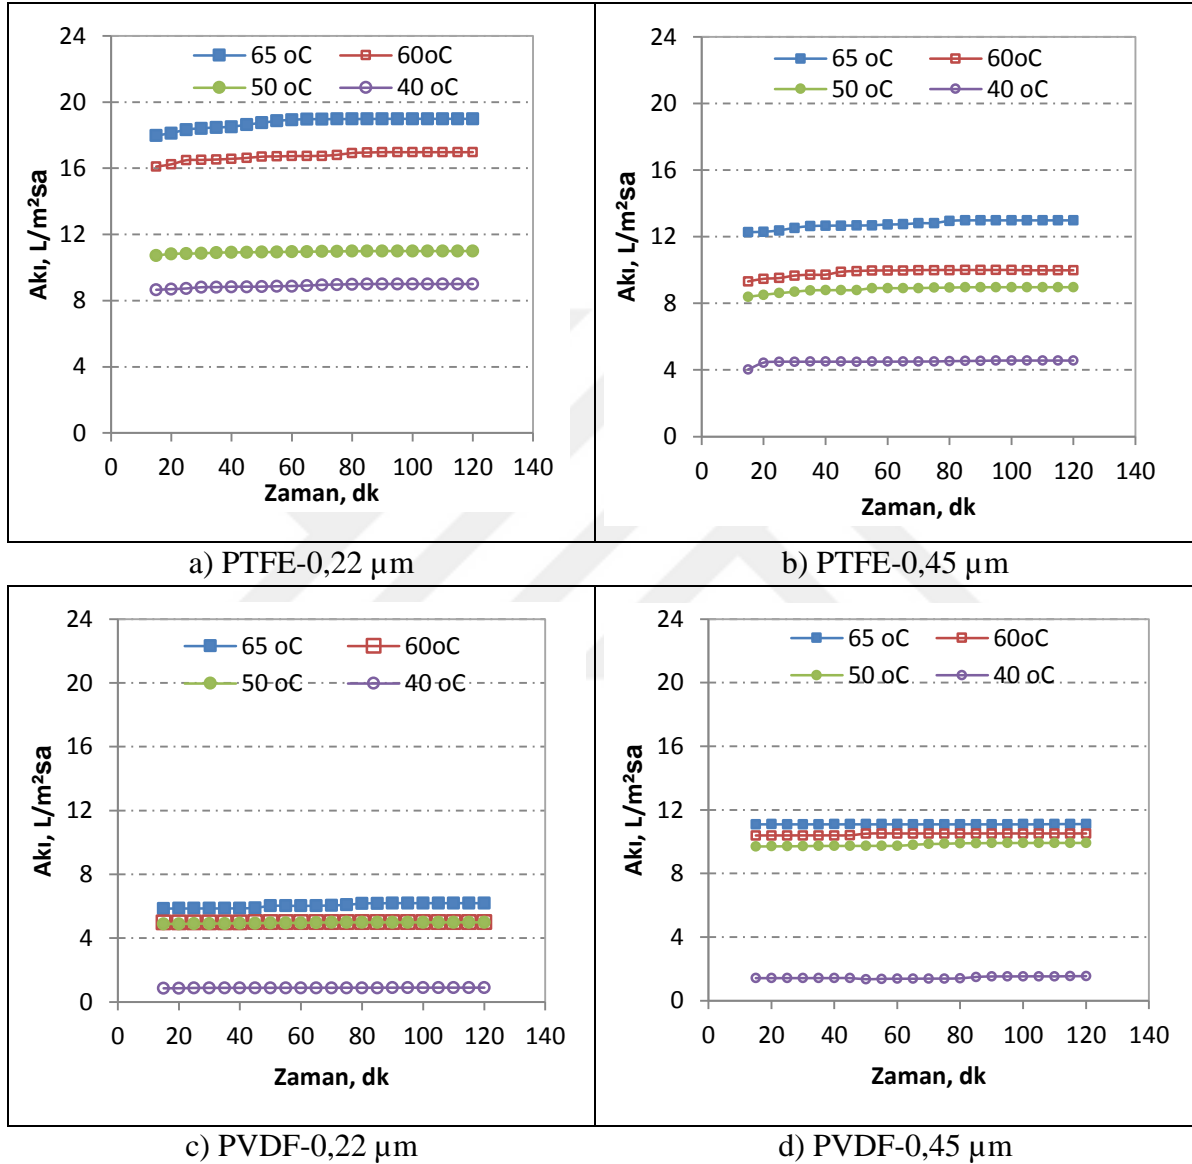 24
20
16
12
8
4
0
65 oC 60oC
50 oC 40 oC
0 20 40 60 80 100 120 140
Akı, L/m²sa
Zaman, dk
a) PTFE-0,22 µm
24
20
16
12
8
4
0
65 oC 60oC
50 oC 40 oC
0 20 40 60 80 100 120 140
Akı, L/m²sa
Zaman, dk
b) PTFE-0,45 µm
24
20
16
12
8
4
0
65 oC 60oC
50 oC 40 oC
0 20 40 60 80 100 120 140
Akı, L/m²sa
Zaman, dk
c) PVDF-0,22 µm
24
20
16
12
8
4
0
65 oC 60oC
50 oC 40 oC
0 20 40 60 80 100 120 140
Akı, L/m²sa
Zaman, dk
d) PVDF-0,45 µm